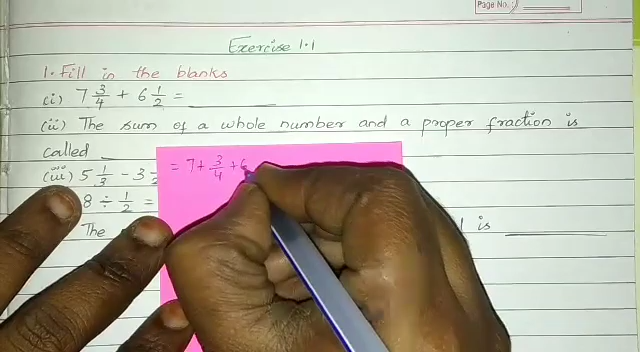 Page No.:
Exercise 1.1
1. Fill in the blanks
(i) 7 3/4 + 6 1/2 = ________
(ii) The sum of a whole number and a proper fraction is
called
= 7 + 3/4 + 6
(iii) 5 1/3 - 3
8 ÷ 1/2 =
The is ________